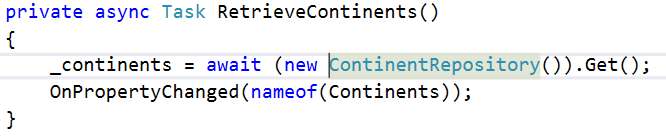 private async Task RetrieveContinents()
{
    _continents = await (new ContinentRepository()).Get();
    OnPropertyChanged(nameof(Continents));
}